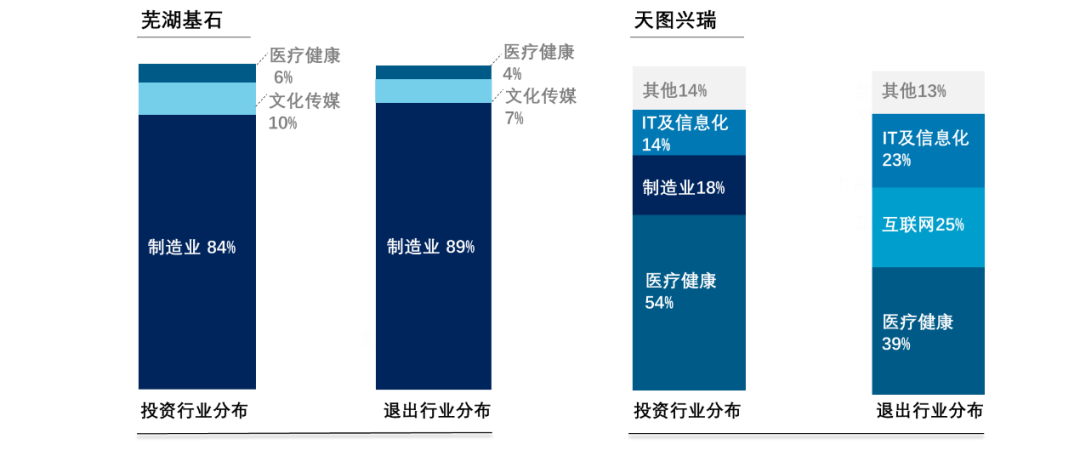 芜湖基石
医疗健康
6%
文化传媒
10%
制造业 84%
投资行业分布
医疗健康
4%
文化传媒
7%
制造业 89%
退出行业分布
天图兴瑞
其他14%
IT及信息化
14%
制造业18%
医疗健康
54%
投资行业分布
其他13%
IT及信息化
23%
互联网25%
医疗健康
39%
退出行业分布